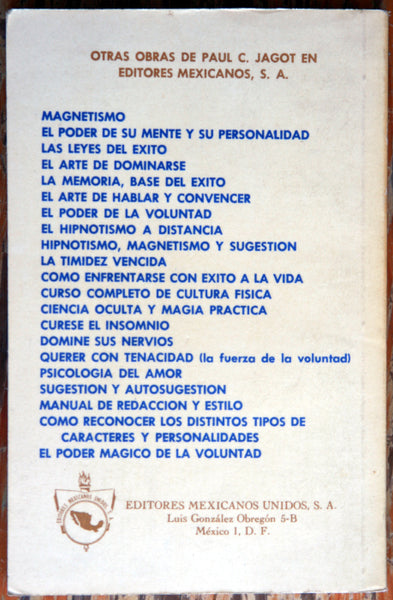 OTRAS OBRAS DE PAUL C. JAGOT EN
EDITORES MEXICANOS, S. A.
MAGNETISMO
EL PODER DE SU MENTE Y SU PERSONALIDAD
LAS LEYES DEL EXITO
EL ARTE DE DOMINARSE
LA MEMORIA, BASE DEL EXITO
EL ARTE DE HABLAR Y CONVENCER
EL PODER DE LA VOLUNTAD
EL HIPNOTISMO A DISTANCIA
HIPNOTISMO, MAGNETISMO Y SUGESTION
LA TIMIDEZ VENCIDA
COMO ENFRENTARSE CON EXITO A LA VIDA
CURSO COMPLETO DE CULTURA FISICA
CIENCIA OCULTA Y MAGIA PRACTICA
CURESE EL INSOMNIO
DOMINE SUS NERVIOS
QUERER CON TENACIDAD (la fuerza de la voluntad)
PSICOLOGIA DEL AMOR
SUGESTION Y AUTOSUGESTION
MANUAL DE REDACCION Y ESTILO
COMO RECONOCER LOS DISTINTOS TIPOS DE
CARACTERES Y PERSONALIDADES
EL PODER MAGICO DE LA VOLUNTAD
EDITORES MEXICANOS UNIDOS
EDITORES MEXICANOS UNIDOS, S. A.
Luis González Obregón 5-B
México 1, D. F.